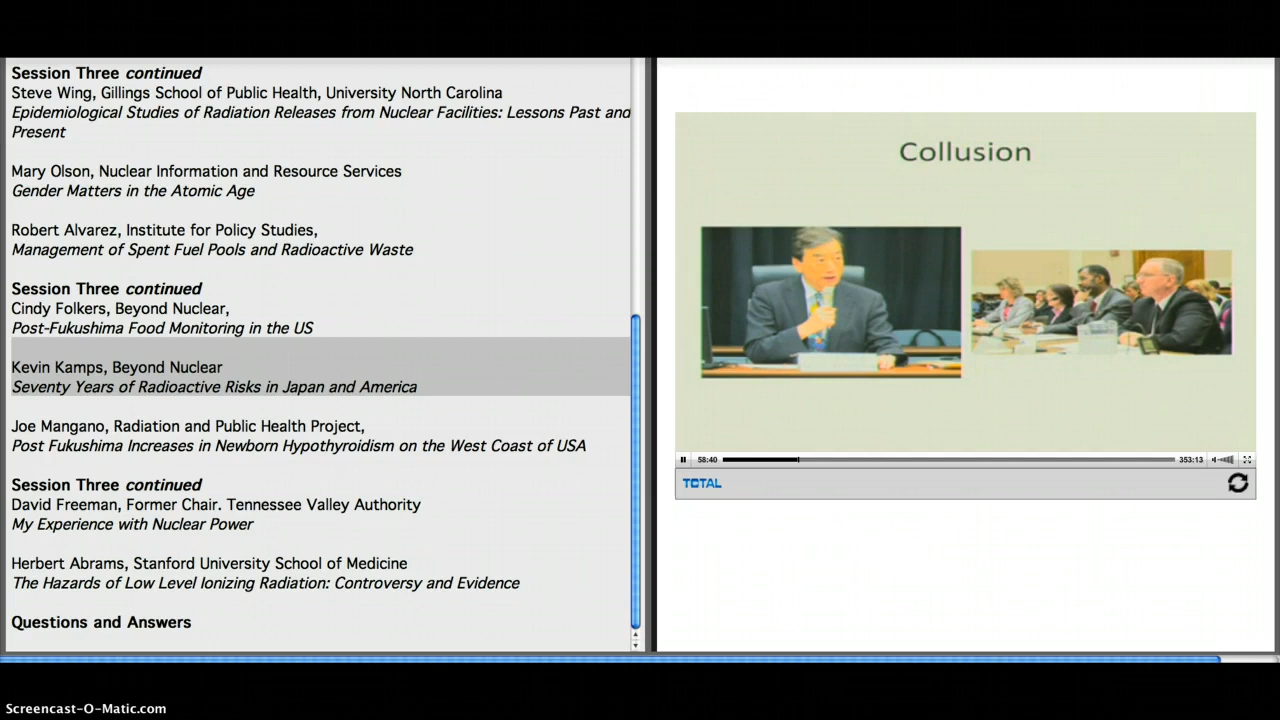 Session Three continued
Steve Wing, Gillings School of Public Health, University North Carolina
Epidemiological Studies of Radiation Releases from Nuclear Facilities: Lessons Past and
Present
Mary Olson, Nuclear Information and Resource Services
Gender Matters in the Atomic Age
Robert Alvarez, Institute for Policy Studies,
Management of Spent Fuel Pools and Radioactive Waste
Session Three continued
Cindy Folkers, Beyond Nuclear,
Post-Fukushima Food Monitoring in the US
Kevin Kamps, Beyond Nuclear
Seventy Years of Radioactive Risks in Japan and America
Joe Mangano, Radiation and Public Health Project,
Post Fukushima Increases in Newborn Hypothyroidism on the West Coast of USA
Session Three continued
David Freeman, Former Chair. Tennessee Valley Authority
My Experience with Nuclear Power
Herbert Abrams, Stanford University School of Medicine
The Hazards of Low Level Ionizing Radiation: Controversy and Evidence
Questions and Answers
Collusion
58:40 353:13
TOTAL
Screencast-O-Matic.com